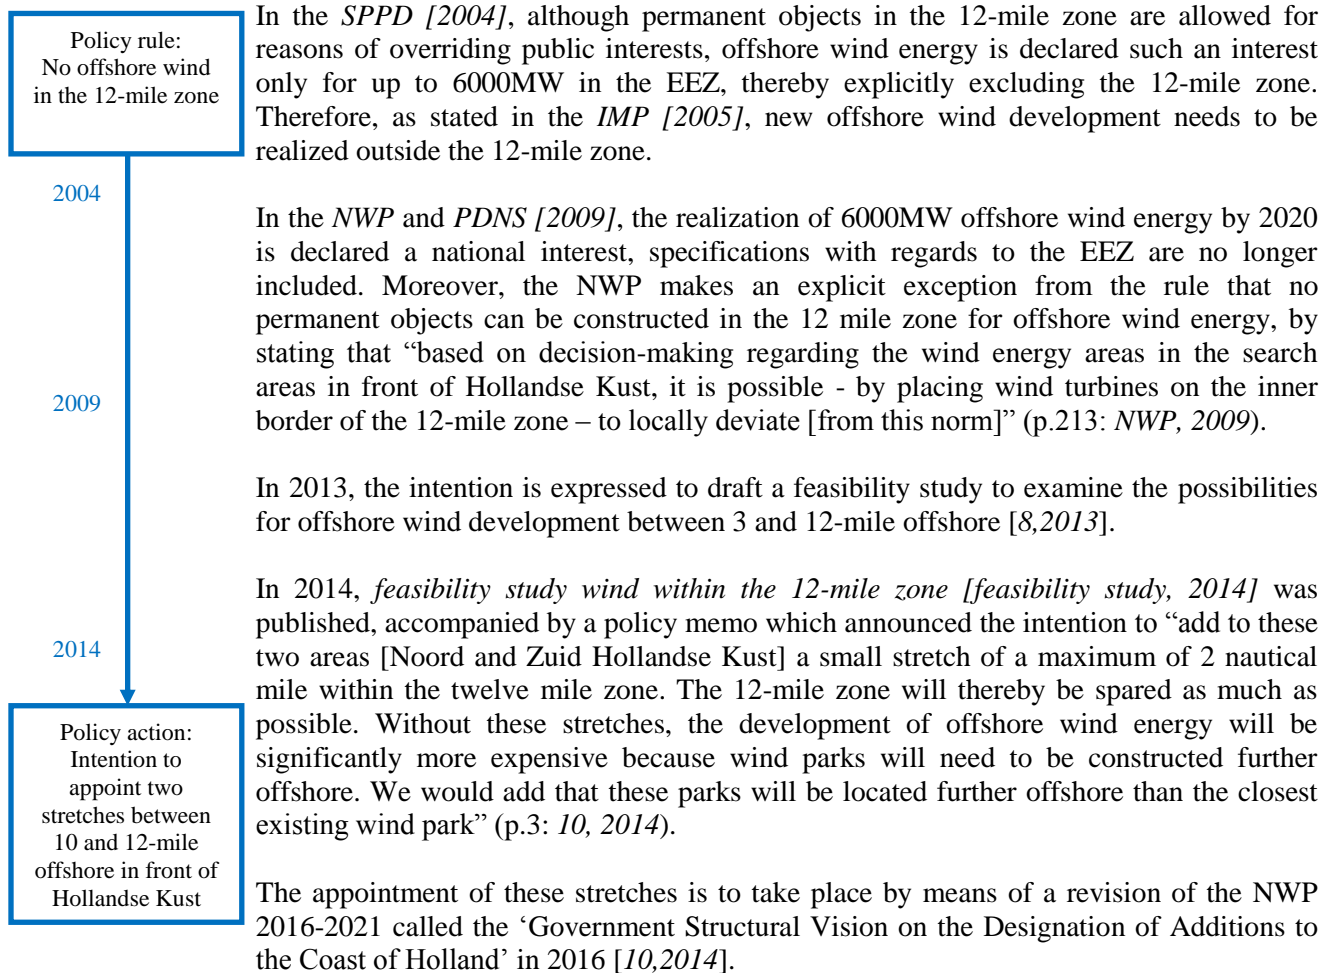 Policy rule:
No offshore wind
in the 12-mile zone
2004
2009
2014
Policy action:
Intention to
appoint two
stretches between
10 and 12-mile
offshore in front of
Hollandse Kust
In the SPPD [2004], although permanent objects in the 12-mile zone are allowed for
reasons of overriding public interests, offshore wind energy is declared such an interest
only for up to 6000MW in the EEZ, thereby explicitly excluding the 12-mile zone.
Therefore, as stated in the IMP [2005], new offshore wind development needs to be
realized outside the 12-mile zone.
In the NWP and PDNS [2009], the realization of 6000MW offshore wind energy by 2020
is declared a national interest, specifications with regards to the EEZ are no longer
included. Moreover, the NWP makes an explicit exception from the rule that no
permanent objects can be constructed in the 12 mile zone for offshore wind energy, by
stating that “based on decision-making regarding the wind energy areas in the search
areas in front of Hollandse Kust, it is possible - by placing wind turbines on the inner
border of the 12-mile zone – to locally deviate [from this norm]” (p.213: NWP, 2009).
In 2013, the intention is expressed to draft a feasibility study to examine the possibilities
for offshore wind development between 3 and 12-mile offshore [8,2013].
In 2014, feasibility study wind within the 12-mile zone [feasibility study, 2014] was
published, accompanied by a policy memo which announced the intention to “add to these
two areas [Noord and Zuid Hollandse Kust] a small stretch of a maximum of 2 nautical
mile within the twelve mile zone. The 12-mile zone will thereby be spared as much as
possible. Without these stretches, the development of offshore wind energy will be
significantly more expensive because wind parks will need to be constructed further
offshore. We would add that these parks will be located further offshore than the closest
existing wind park” (p.3: 10, 2014).
The appointment of these stretches is to take place by means of a revision of the NWP
2016-2021 called the ‘Government Structural Vision on the Designation of Additions to
the Coast of Holland’ in 2016 [10,2014].